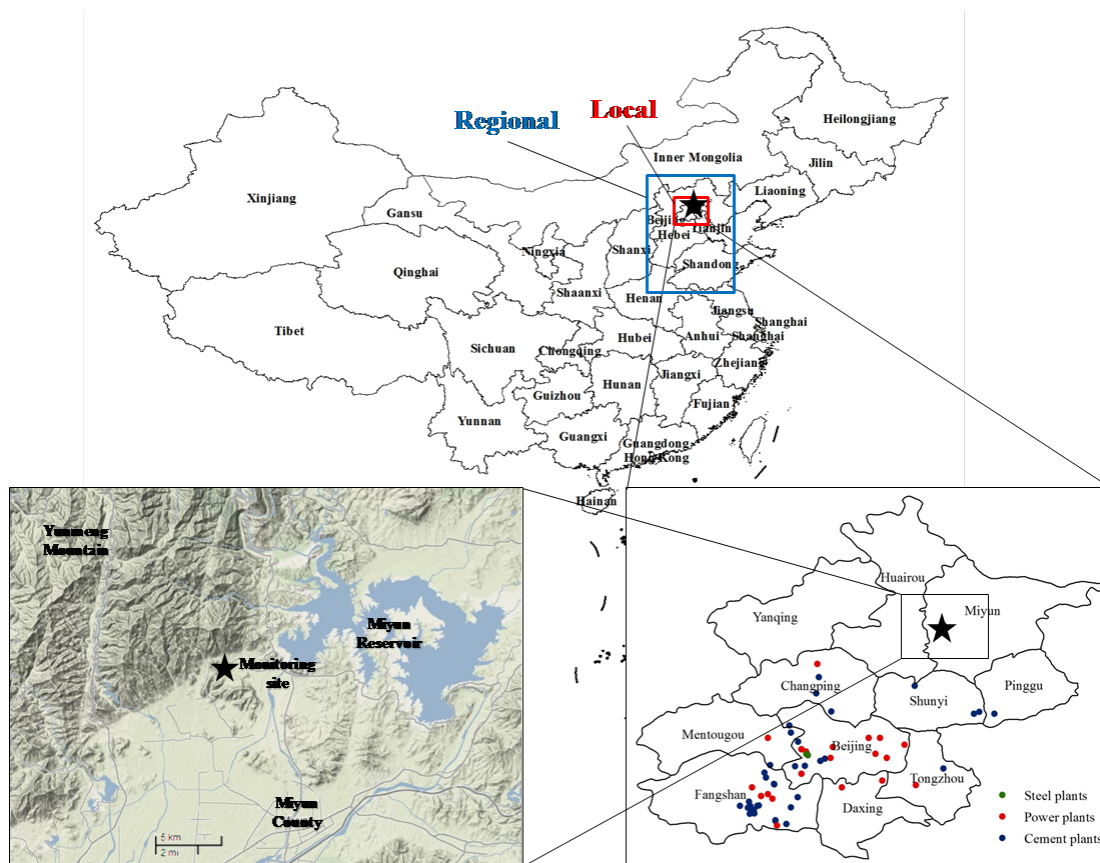 Regional
Local
Heilongjiang
Inner Mongolia
Jilin
Liaoning
Xinjiang
Gansu
Beijing
Tianjin
Hebei
Ningxia
Shanxi
Qinghai
Shandong
Shaanxi
Henan
Jiangsu
Shanghai
Tibet
Hubei
Anhui
Shanghai
Sichuan
Chongqing
Zhejiang
Hunan
Jiangxi
Guizhou
Fujian
Yunnan
Guangxi
Guangdong
Hong Kong
Hainan
Yunmeng
Mountain
Miyun
Reservoir
Monitoring
site
Miyun
County
5 km
2 mi
Huairou
Miyun
Yanqing
Changping
Shunyi
Pinggu
Mentougou
Beijing
Tongzhou
Fangshan
Daxing
Steel plants
Power plants
Cement plants